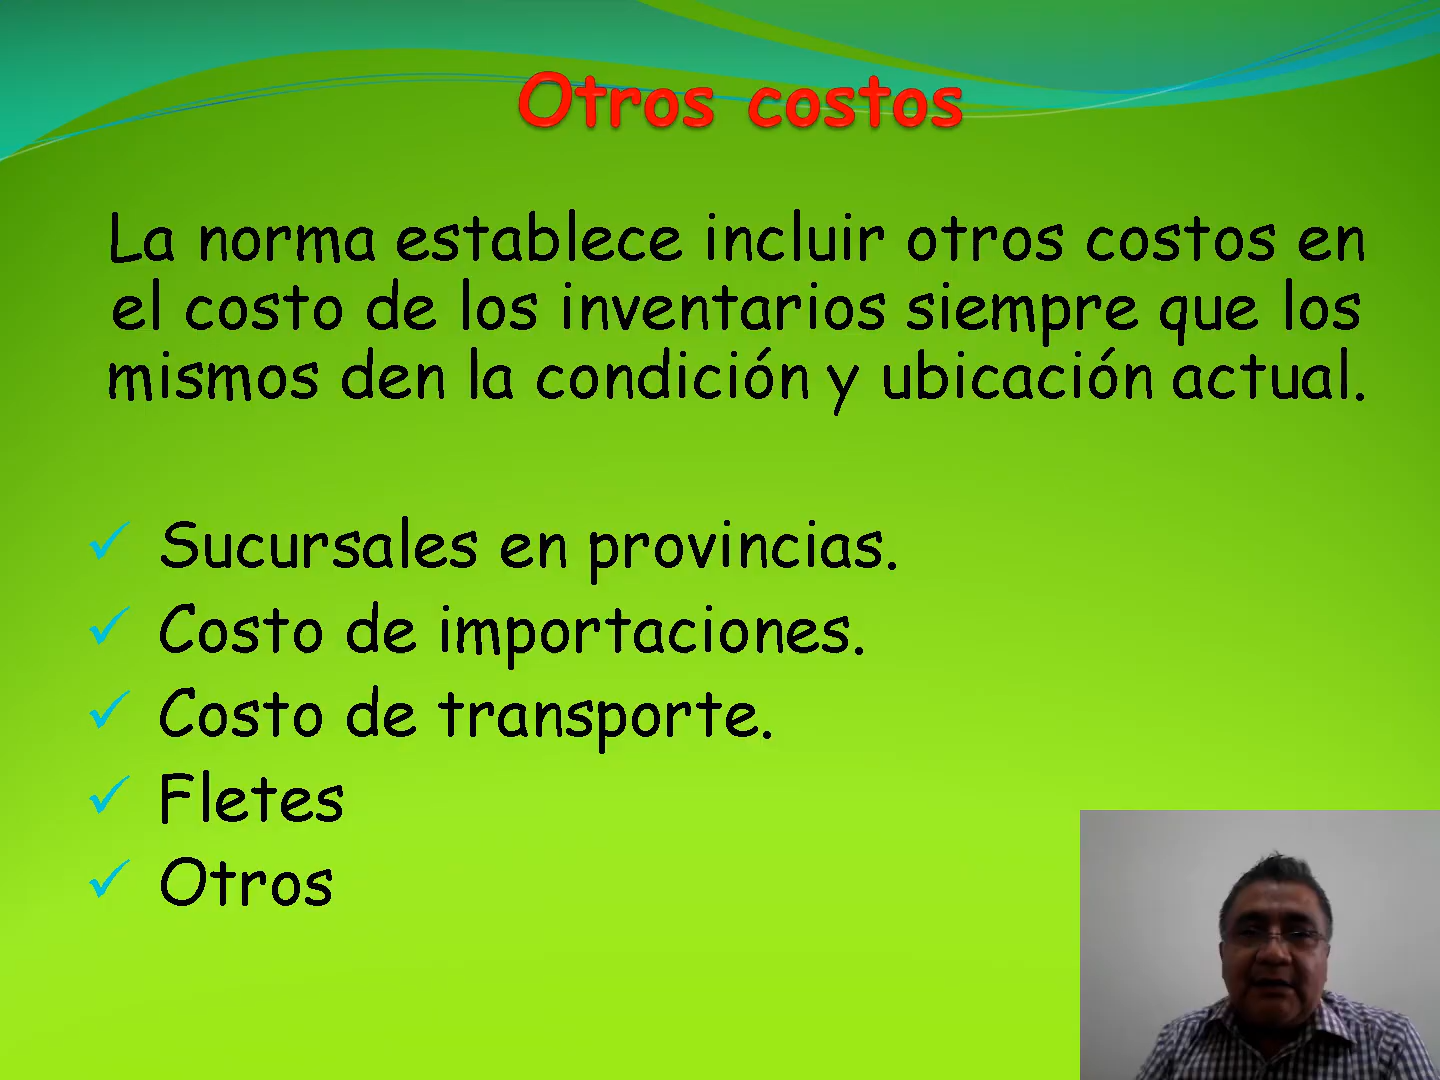 Otros costos
La norma establece incluir otros costos en
el costo de los inventarios siempre que los
mismos den la condición y ubicación actual.
✓ Sucursales en provincias.
✓ Costo de importaciones.
✓ Costo de transporte.
✓ Fletes
✓ Otros